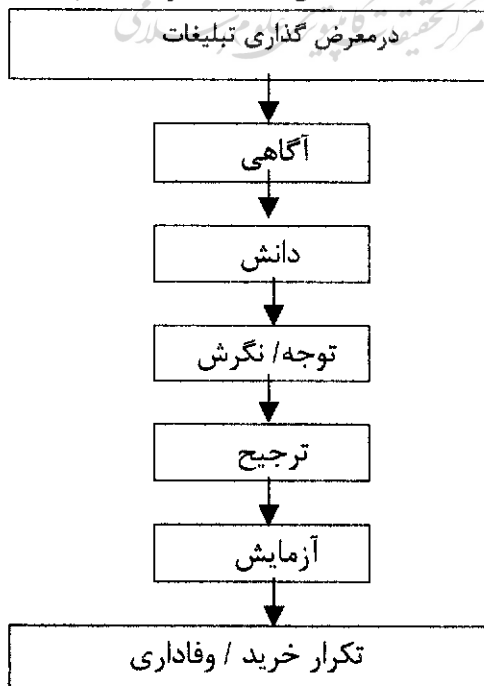 درمعرض گذاری تبلیغات
آگاهی
دانش
توجه/ نگرش
ترجیح
آزمایش
تکرار خرید / وفاداری